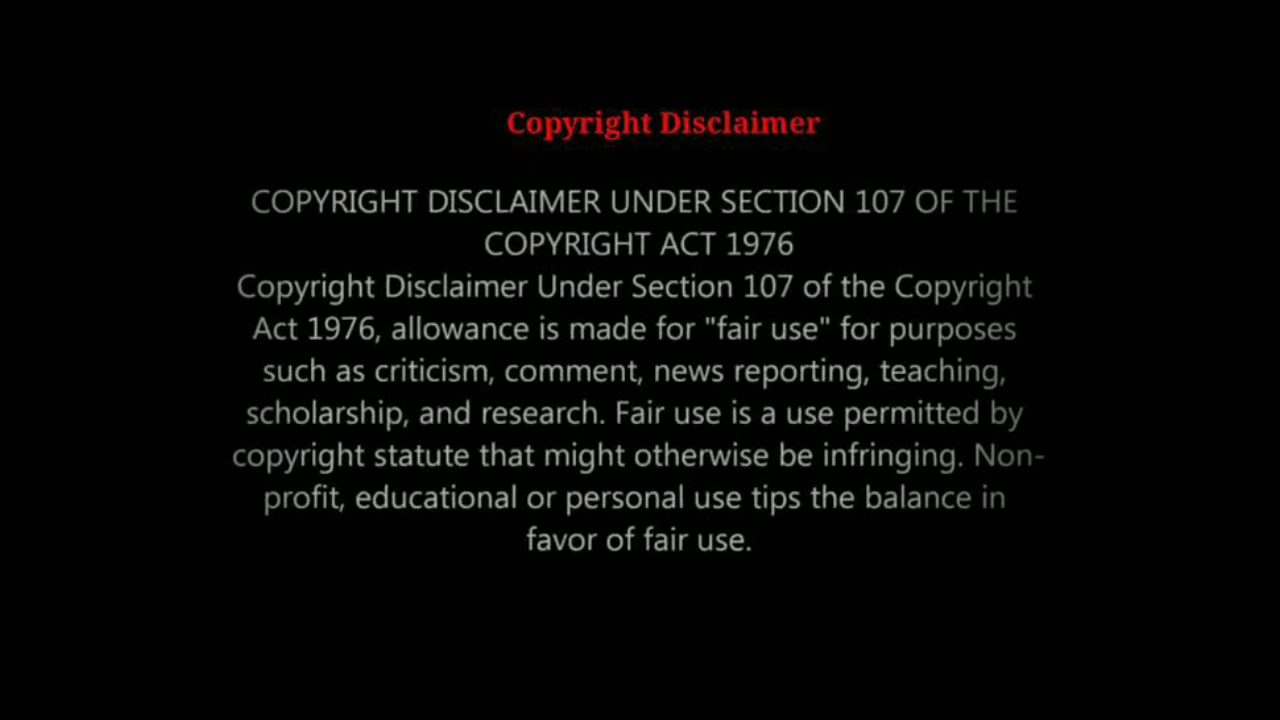 Copyright Disclaimer
COPYRIGHT DISCLAIMER UNDER SECTION 107 OF THE
COPYRIGHT ACT 1976
Copyright Disclaimer Under Section 107 of the Copyright
Act 1976, allowance is made for "fair use" for purposes
such as criticism, comment, news reporting, teaching,
scholarship, and research. Fair use is a use permitted by
copyright statute that might otherwise be infringing. Non-
profit, educational or personal use tips the balance in
favor of fair use.